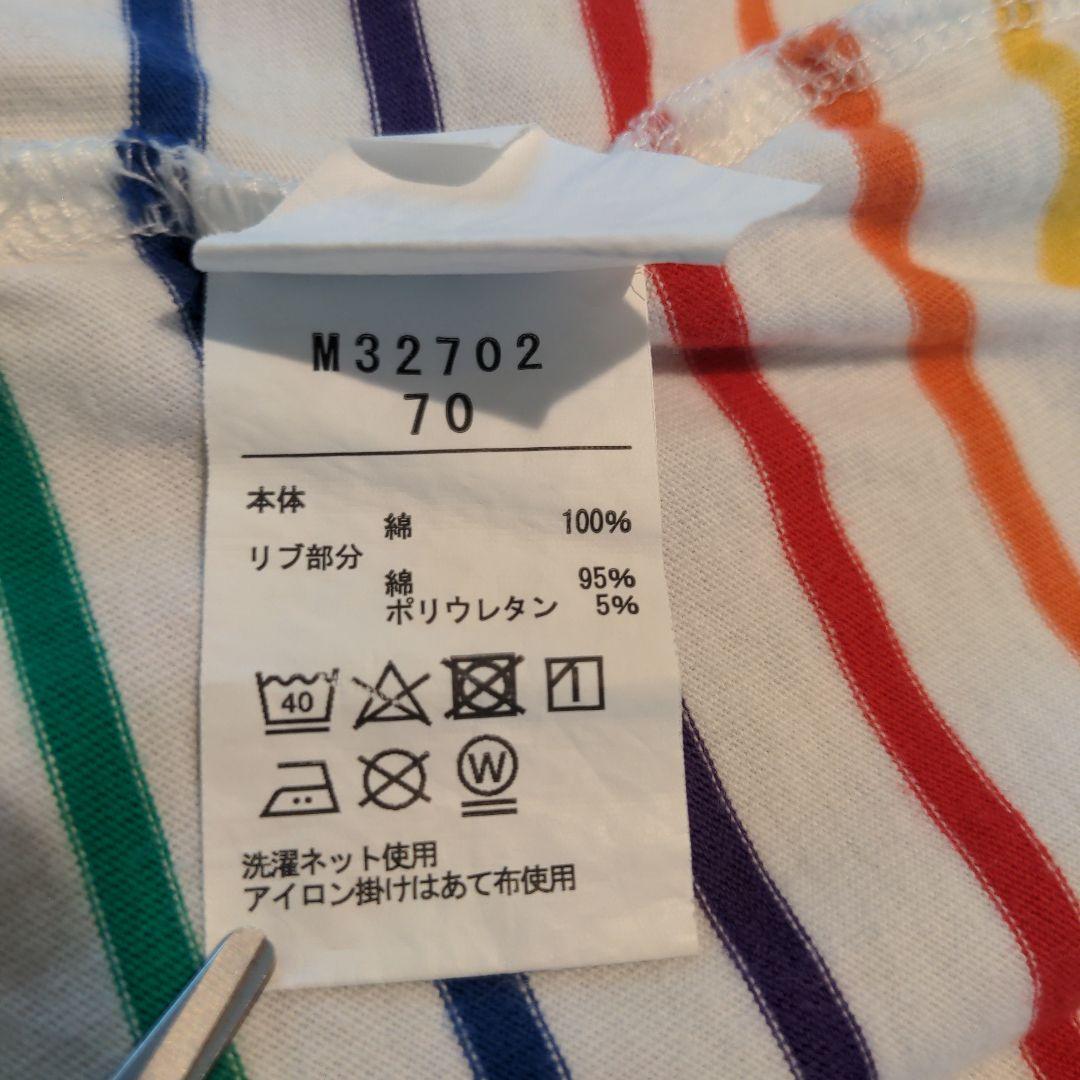 M32702
70
本体
綿 100%
リブ部分
綿 95%
ポリウレタン 5%
40
W
洗濯ネット使用
アイロン掛けはあて布使用